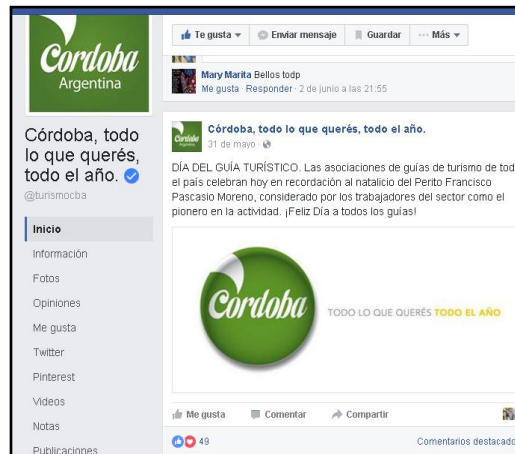 Cordoba
Argentina
Córdoba, todo
lo que querés,
todo el año.
@turismocba
Inicio
Información
Fotos
Opiniones
Me gusta
Twitter
Pinterest
Videos
Notas
Publicaciones
Te gusta Enviar mensaje Guardar ··· Más
Mary Marita Bellos todp
Me gusta · Responder · 2 de junio a las 21:55
Cordoba
Córdoba, todo lo que querés, todo el año.
31 de mayo ·
DÍA DEL GUÍA TURÍSTICO. Las asociaciones de guías de turismo de tod
el país celebran hoy en recordación al natalicio del Perito Francisco
Pascasio Moreno, considerado por los trabajadores del sector como el
pionero en la actividad. ¡Feliz Día a todos los guías!
Cordoba
TODO LO QUE QUERÉS TODO EL AÑO
Me gusta Comentar Compartir
49 Comentarios destacado